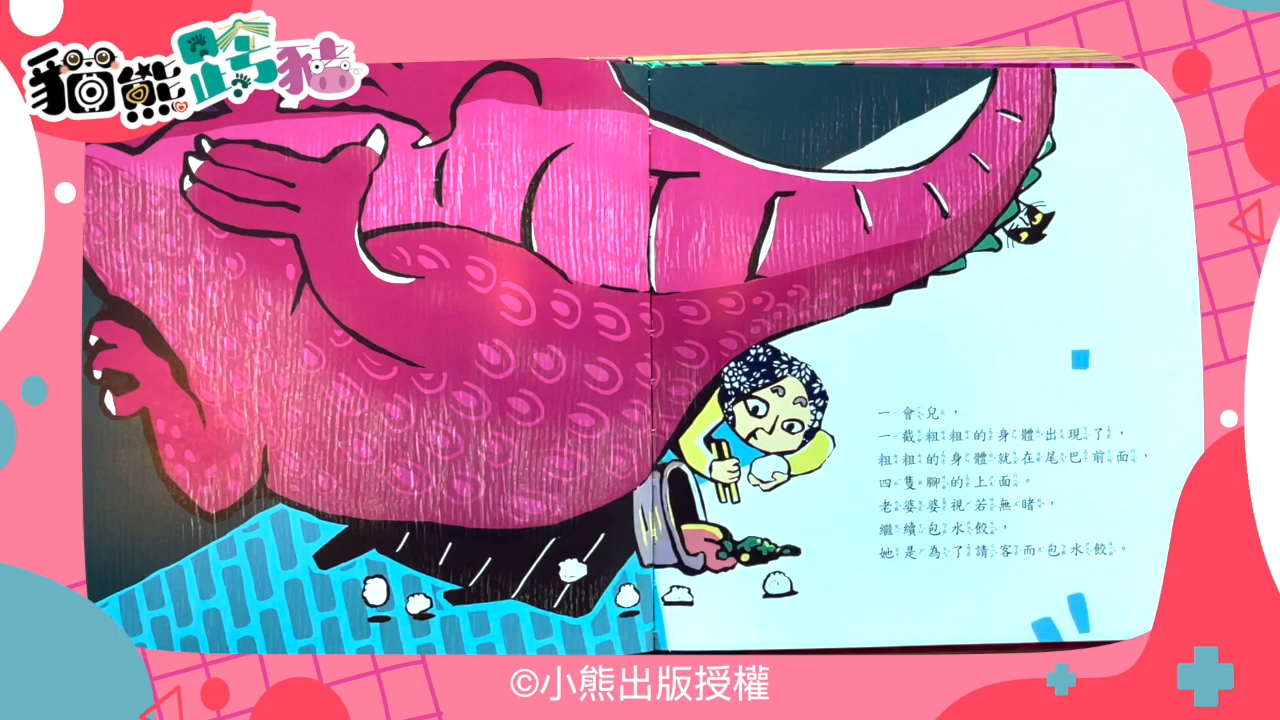 貓熊跨豬
一會兒，
一截粗粗的身體出現了，
粗粗的身體就在尾巴前面，
四隻腳的上面。
老婆婆視若無睹，
繼續包水餃，
她是為了請客而包水餃。
©小熊出版授權